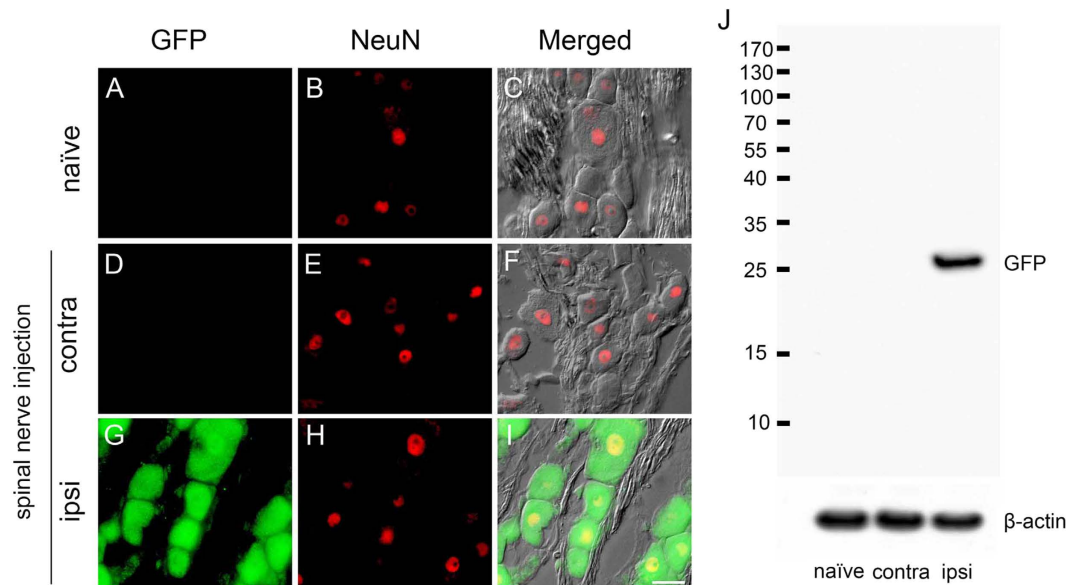 GFP NeuN Merged
naïve
A B C
spinal nerve injection
contra
D E F
ipsi
G H I
J
170
130
100
70
55
40
35
25
15
10
GFP
β-actin
naïve contra ipsi